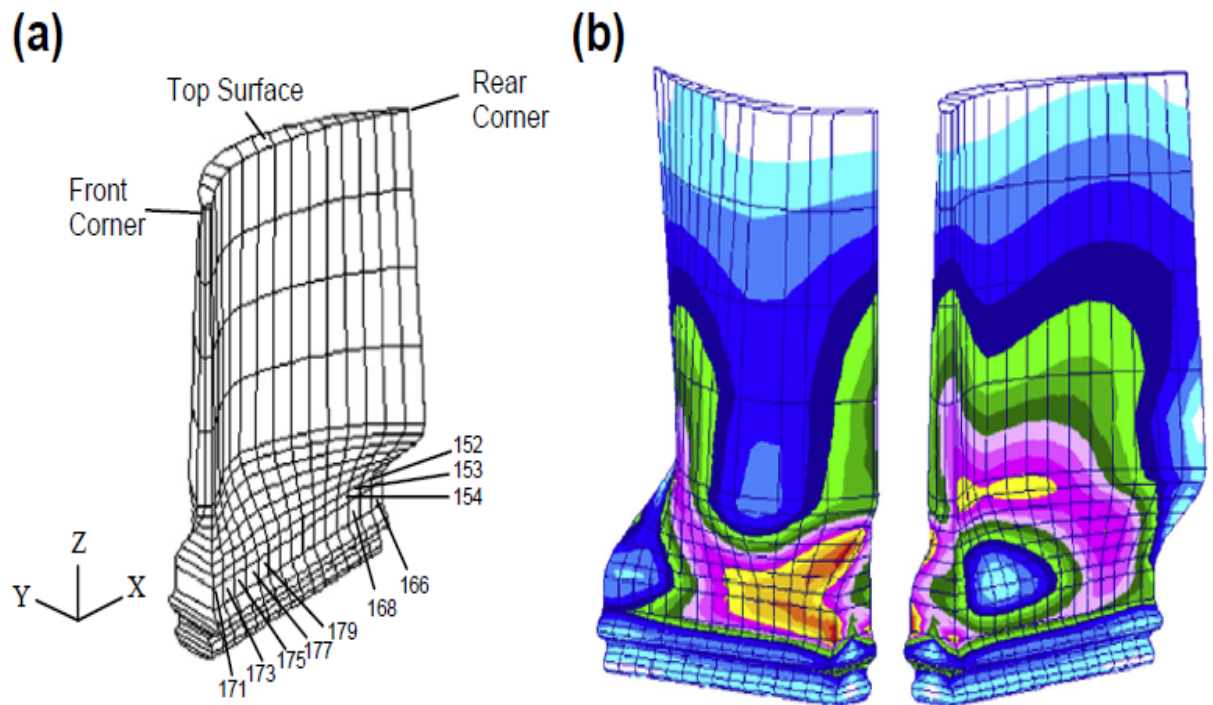 (a)
(b)
Top Surface
Rear
Corner
Front
Corner
152
153
154
Z
Y
X
166
168
179
177
175
173
171